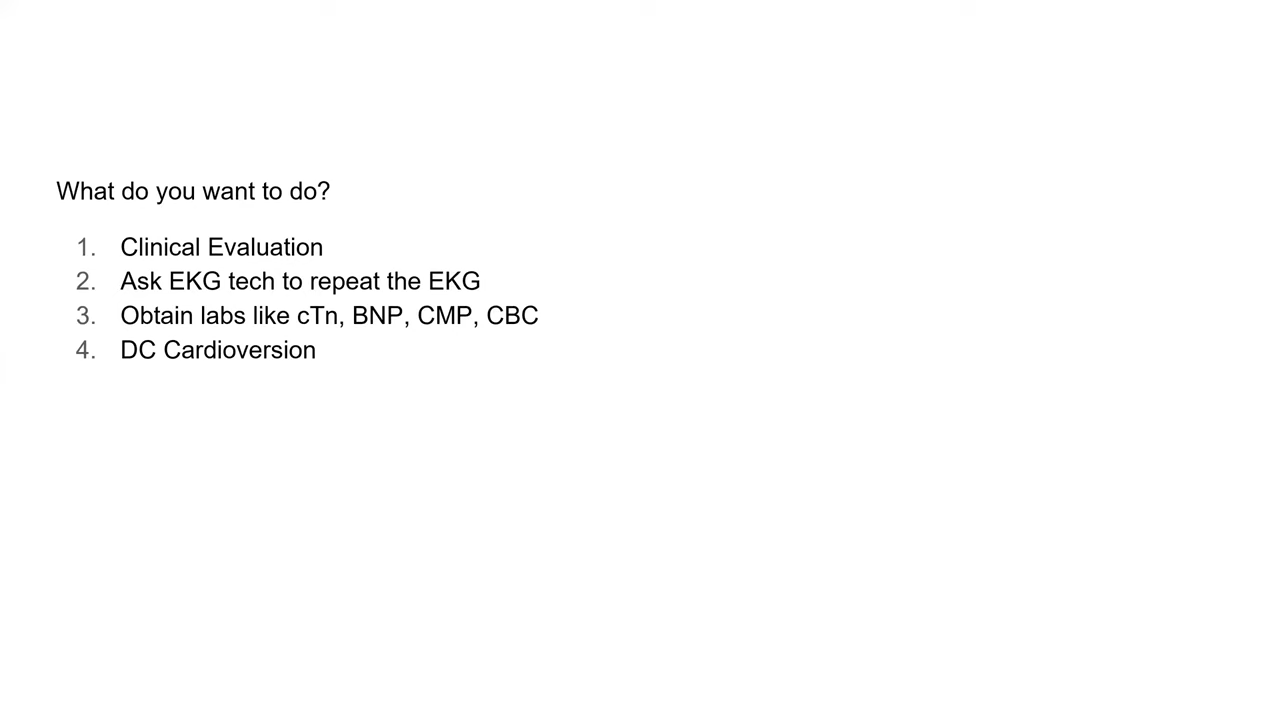 What do you want to do?
1. Clinical Evaluation
2. Ask EKG tech to repeat the EKG
3. Obtain labs like cTn, BNP, CMP, CBC
4. DC Cardioversion